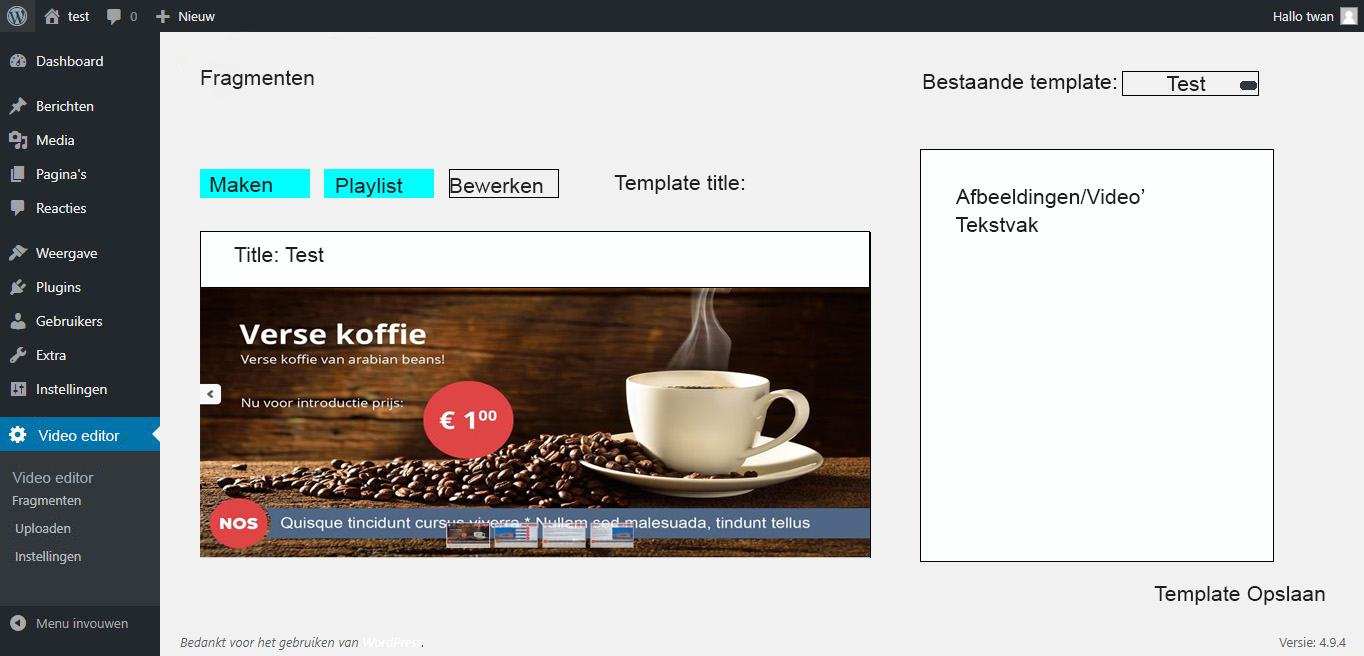 test
0
Nieuw
Hallo twan
Dashboard
Berichten
Media
Pagina's
Reacties
Weergave
Plugins
Gebruikers
Extra
Instellingen
Video editor
Video editor
Fragmenten
Uploaden
Instellingen
Menu invouwen
Fragmenten
Bestaande template: Test
Maken
Playlist
Bewerken
Template title:
Title: Test
Verse koffie
Verse koffie van arabian beans!
Nu voor introductie prijs:
€ 1⁰⁰
NOS
Quisque tincidunt cursus viverra * Nullam sed malesuada, tindunt tellus
Afbeeldingen/Video’
Tekstvak
Template Opslaan
Bedankt voor het gebruiken van WordPress.
Versie: 4.9.4